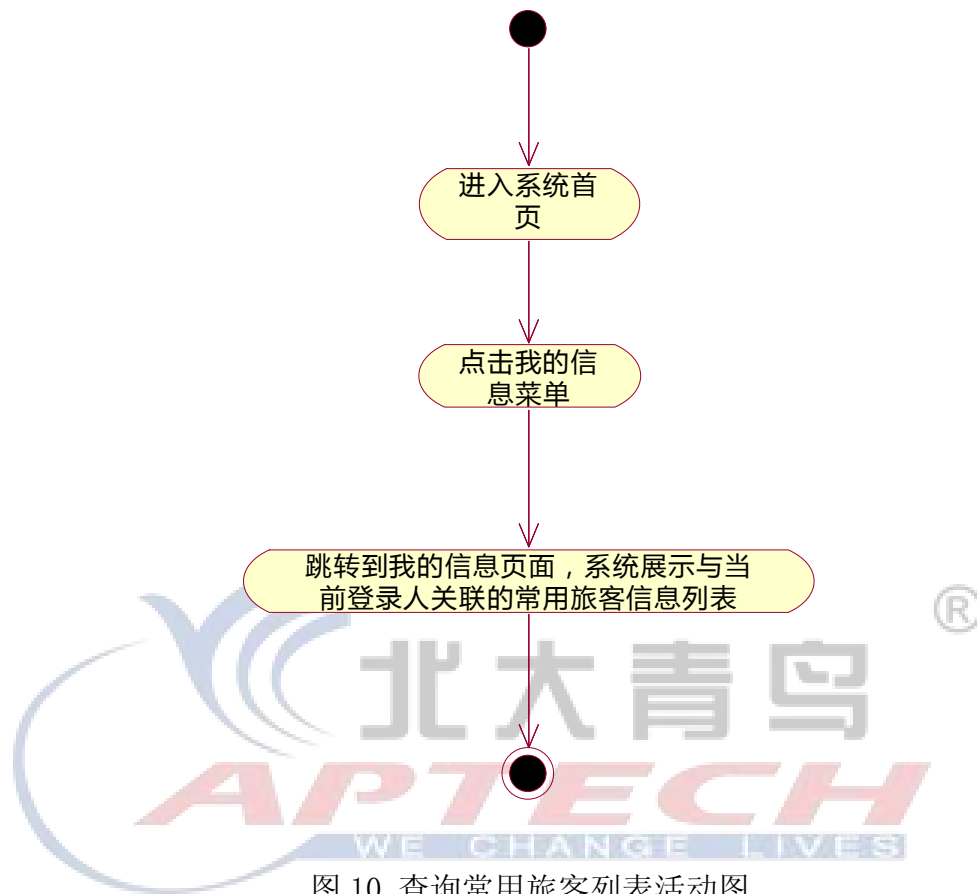 进入系统首
页
点击我的信
息菜单
跳转到我的信息页面，系统展示与当
前登录人关联的常用旅客信息列表
®
北大青鸟
APTECH
WE CHANGE LIVES
图 10 查询常用旅客列表活动图